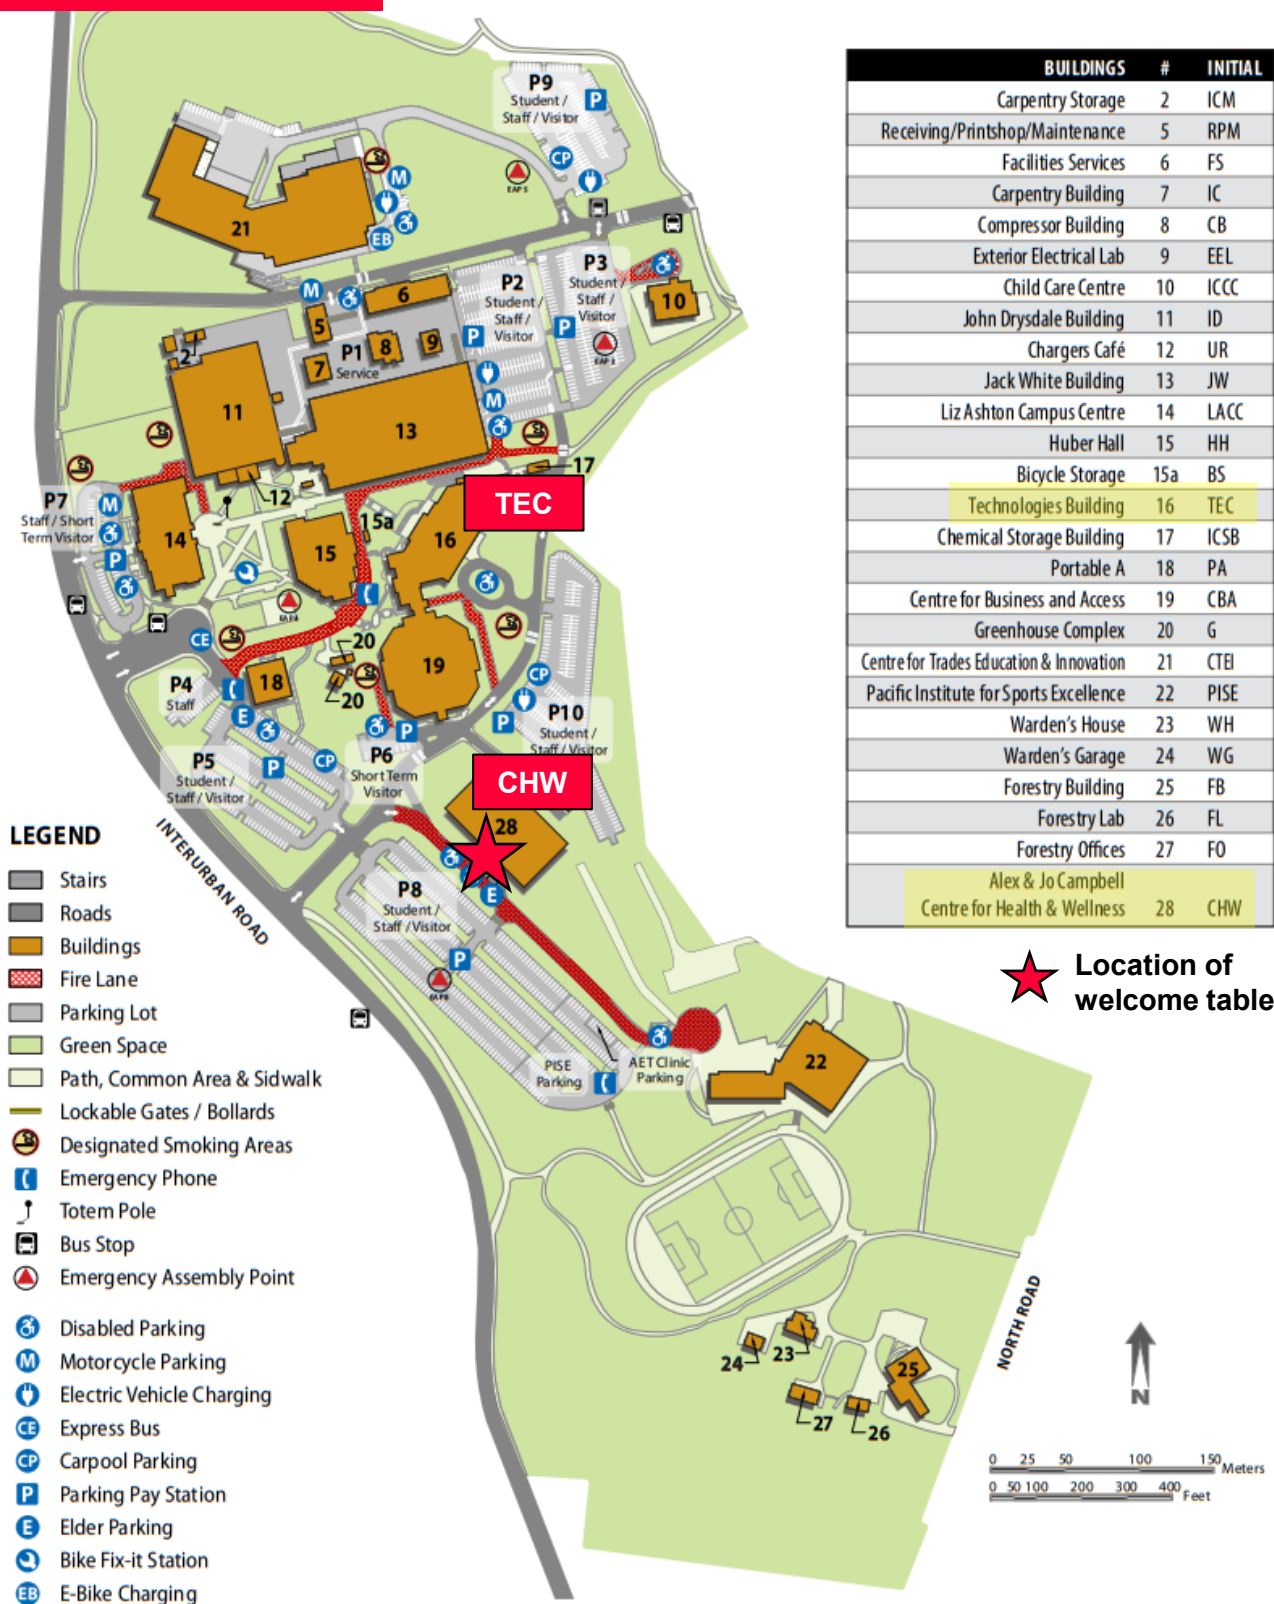 P9
Student /
Staff / Visitor
P
CP
EAP 5
M
EB
21
P3
Student /
Staff /
Visitor
P
EAP 3
10
P2
Student /
Staff /
Visitor
P
M
M
6
5
2
P1
Service
7
8
9
11
13
12
17
TEC
P7
Staff / Short
Term Visitor
M
P
14
15
15a
16
EAP4
CE
20
20
18
19
P4
Staff
E
P5
Student /
Staff / Visitor
P
CP
P6
Short Term
Visitor
P
CP
P
P10
Student /
Staff / Visitor
CHW
28
E
P8
Student /
Staff / Visitor
P
EAP8
INTERURBAN ROAD
PISE
Parking
AET Clinic
Parking
22
NORTH ROAD
24
23
25
27
26
N
0 25 50 100 150 Meters
0 50 100 200 300 400 Feet
BUILDINGS # INITIAL
Carpentry Storage 2 ICM
Receiving/Printshop/Maintenance 5 RPM
Facilities Services 6 FS
Carpentry Building 7 IC
Compressor Building 8 CB
Exterior Electrical Lab 9 EEL
Child Care Centre 10 ICCC
John Drysdale Building 11 ID
Chargers Café 12 UR
Jack White Building 13 JW
Liz Ashton Campus Centre 14 LACC
Huber Hall 15 HH
Bicycle Storage 15a BS
Technologies Building 16 TEC
Chemical Storage Building 17 ICSB
Portable A 18 PA
Centre for Business and Access 19 CBA
Greenhouse Complex 20 G
Centre for Trades Education & Innovation 21 CTEI
Pacific Institute for Sports Excellence 22 PISE
Warden's House 23 WH
Warden's Garage 24 WG
Forestry Building 25 FB
Forestry Lab 26 FL
Forestry Offices 27 FO
Alex & Jo Campbell
Centre for Health & Wellness 28 CHW
Location of
welcome table
LEGEND
Stairs
Roads
Buildings
Fire Lane
Parking Lot
Green Space
Path, Common Area & Sidwalk
Lockable Gates / Bollards
Designated Smoking Areas
Emergency Phone
Totem Pole
Bus Stop
Emergency Assembly Point
Disabled Parking
M Motorcycle Parking
Electric Vehicle Charging
CE Express Bus
CP Carpool Parking
P Parking Pay Station
E Elder Parking
Bike Fix-it Station
EB E-Bike Charging